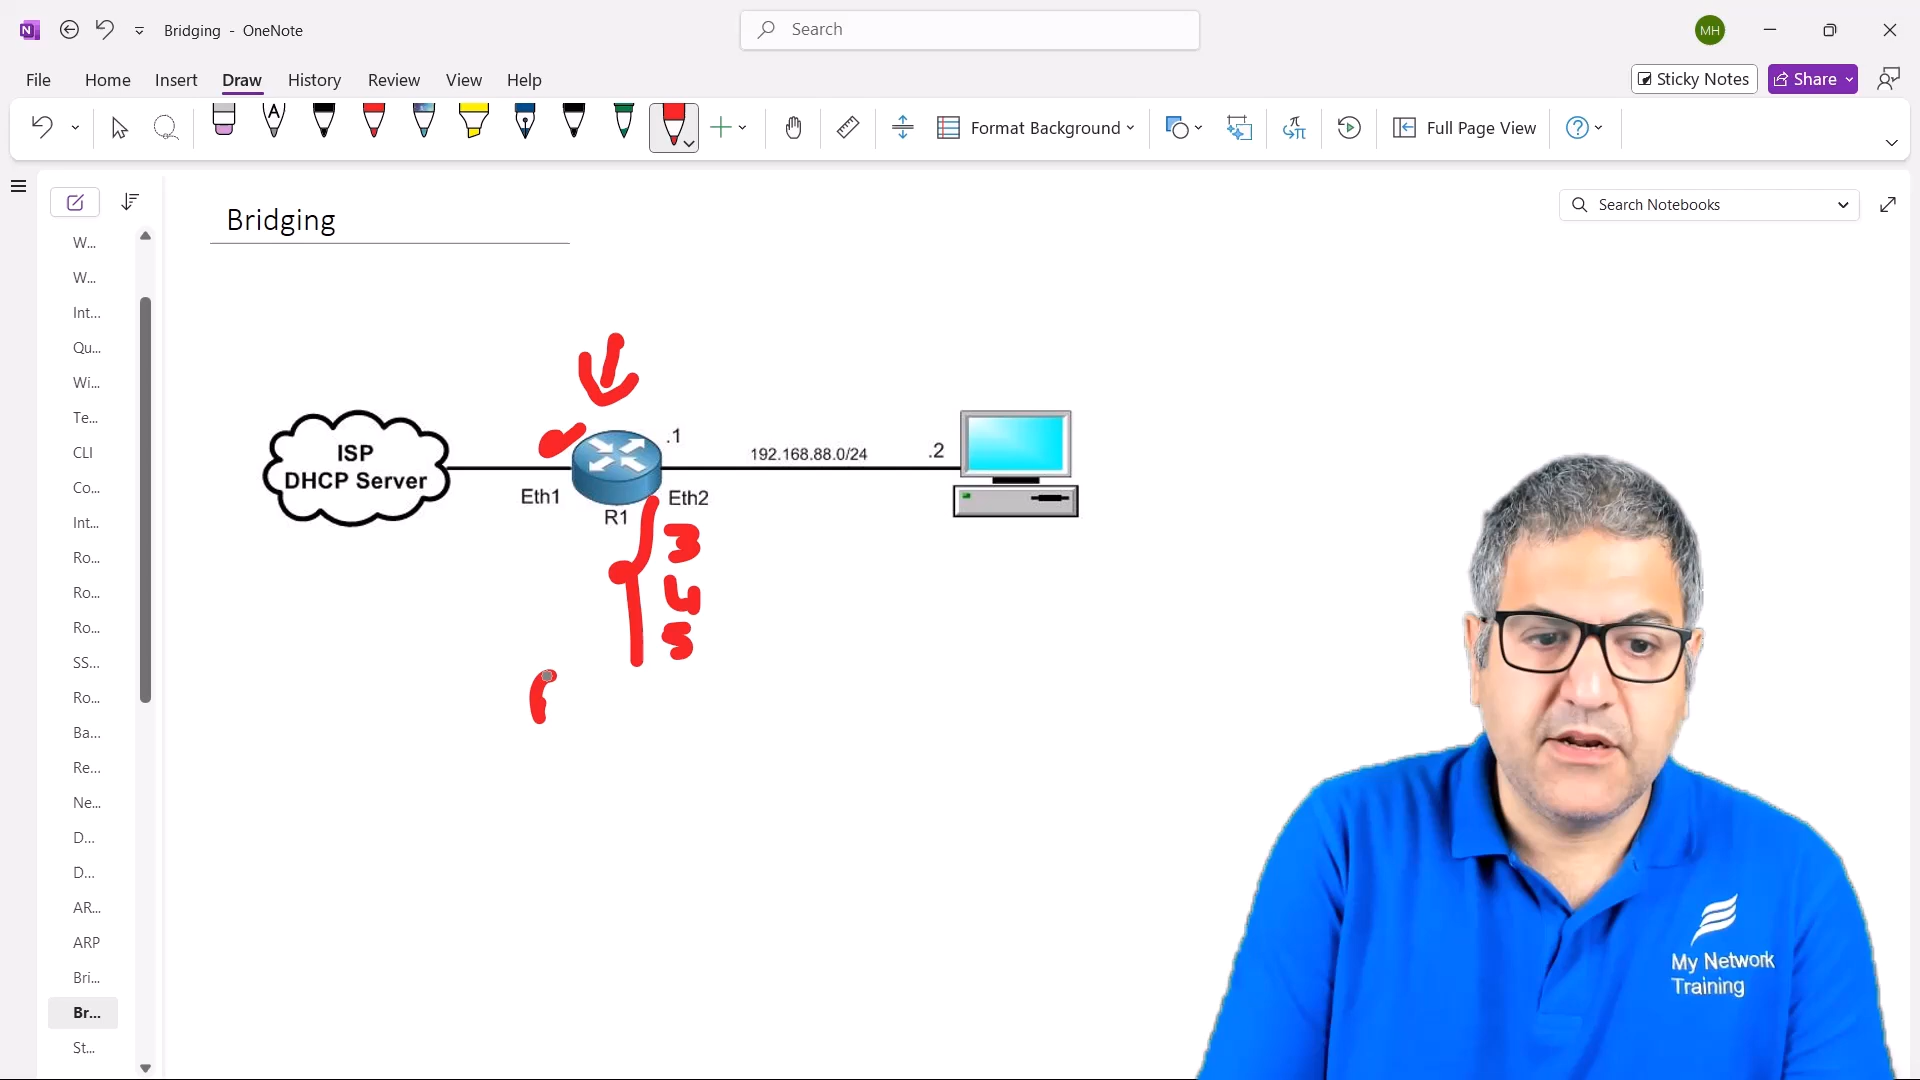 Bridging - OneNote
Search
MH
File Home Insert Draw History Review View Help
Sticky Notes
Share
Format Background
Full Page View
Search Notebooks
Bridging
W...
W...
Int...
Qu...
Wi...
Te...
CLI
Co...
Int...
Ro...
Ro...
Ro...
SS...
Ro...
Ba...
Re...
Ne...
D...
D...
AR...
ARP
Bri...
Br...
St...
ISP
DHCP Server
Eth1
R1
.1
Eth2
192.168.88.0/24
.2
3
4
5
My Network
Training